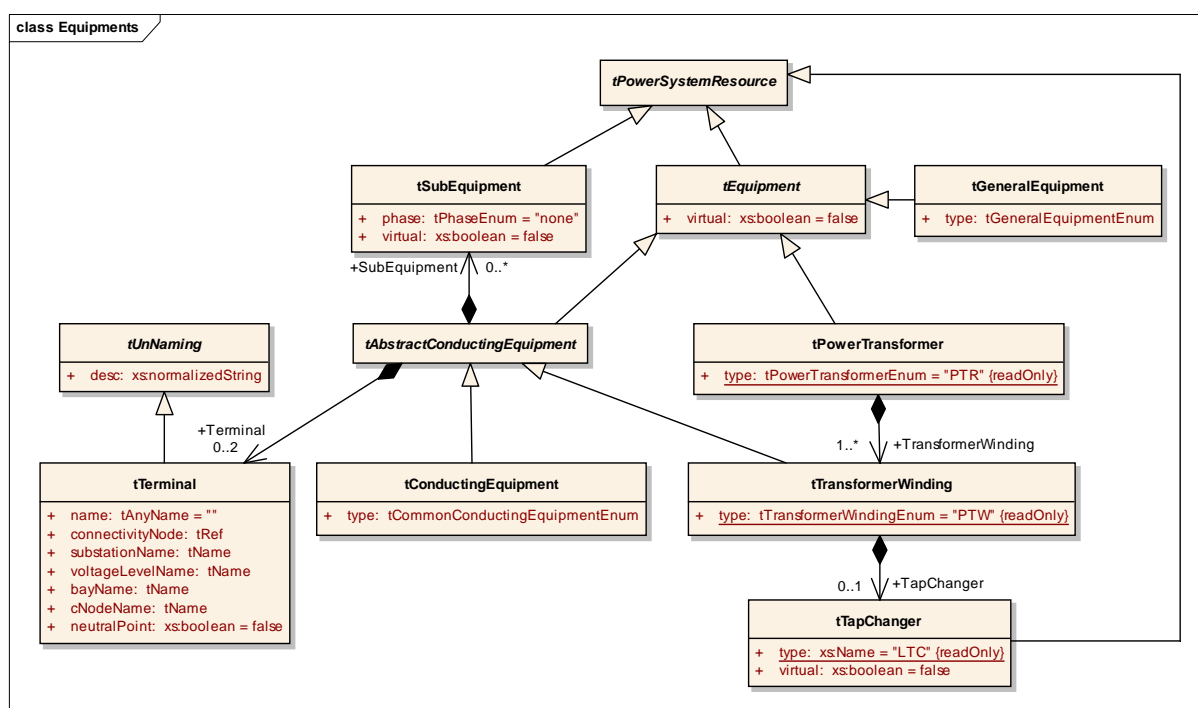 class Equipments
tPowerSystemResource
tSubEquipment
+ phase: tPhaseEnum = "none"
+ virtual: xs:boolean = false
tEquipment
+ virtual: xs:boolean = false
tGeneralEquipment
+ type: tGeneralEquipmentEnum
+SubEquipment
0..*
tUnNaming
+ desc: xs:normalizedString
tAbstractConductingEquipment
tPowerTransformer
+ type: tPowerTransformerEnum = "PTR" {readOnly}
+Terminal
0..2
1..*
+TransformerWinding
tTerminal
+ name: tAnyName = ""
+ connectivityNode: tRef
+ substationName: tName
+ voltageLevelName: tName
+ bayName: tName
+ cNodeName: tName
+ neutralPoint: xs:boolean = false
tConductingEquipment
+ type: tCommonConductingEquipmentEnum
tTransformerWinding
+ type: tTransformerWindingEnum = "PTW" {readOnly}
0..1
+TapChanger
tTapChanger
+ type: xs:Name = "LTC" {readOnly}
+ virtual: xs:boolean = false